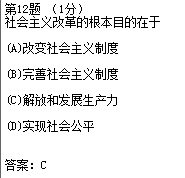 第12题 （1分）
社会主义改革的根本目的在于
(A)改变社会主义制度
(B)完善社会主义制度
(C)解放和发展生产力
(D)实现社会公平
答案：C